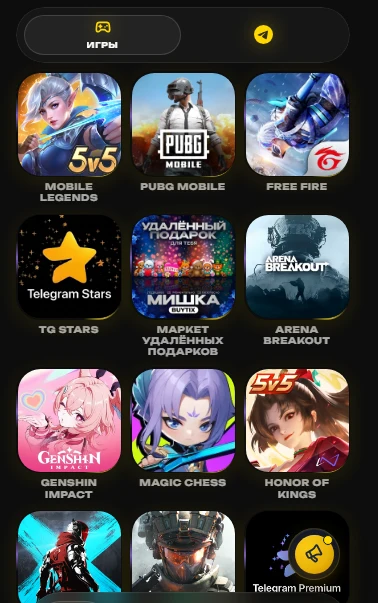 ИГРЫ
5v5
PUBG
MOBILE
MOBILE
LEGENDS
PUBG MOBILE
FREE FIRE
Telegram Stars
УДАЛЁННЫЙ
ПОДАРОК
ДЛЯ ТЕБЯ
МИШКА
BUYTIX
ARENA
BREAKOUT
TG STARS
МАРКЕТ
УДАЛЁННЫХ
ПОДАРКОВ
ARENA
BREAKOUT
GENSHIN
IMPACT
5v5
GENSHIN
IMPACT
MAGIC CHESS
HONOR OF
KINGS
Telegram Premium